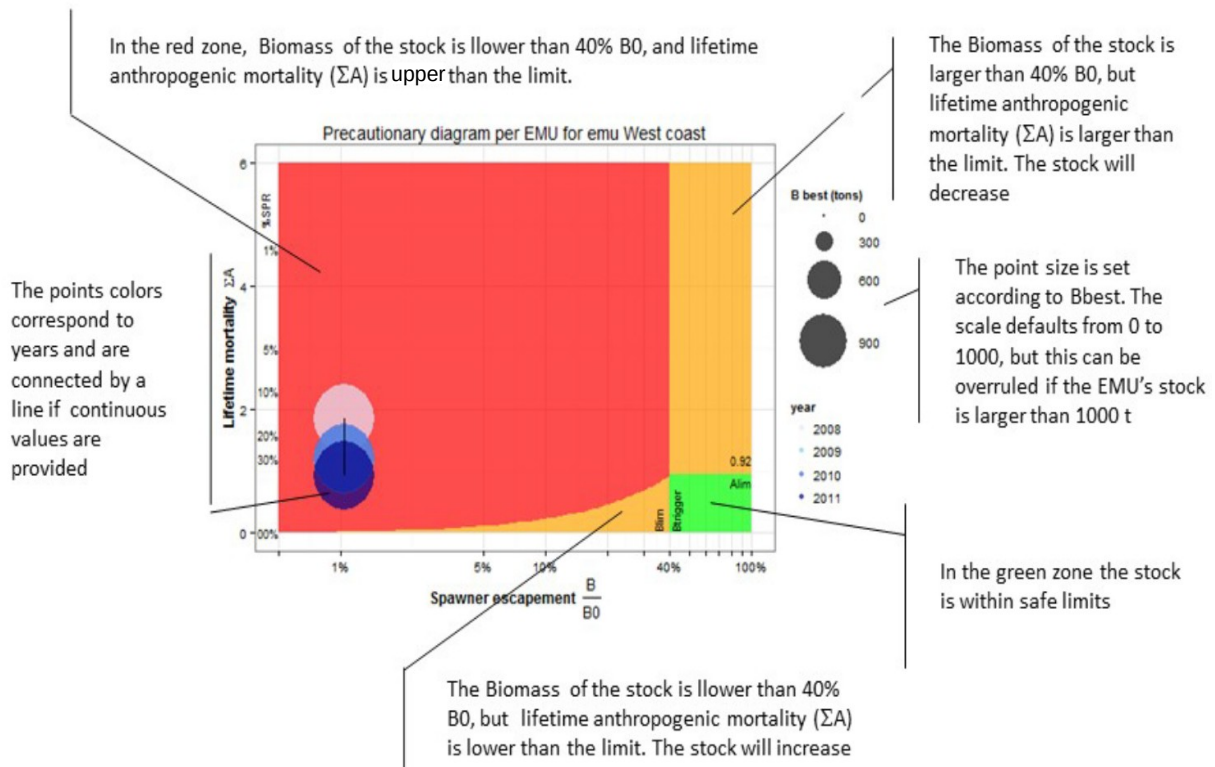 In the red zone, Biomass of the stock is llower than 40% B0, and lifetime
anthropogenic mortality (ΣA) is upper than the limit.
The Biomass of the stock is
larger than 40% B0, but
lifetime anthropogenic
mortality (ΣA) is larger than
the limit. The stock will
decrease
Precautionary diagram per EMU for emu West coast
The points colors
correspond to
years and are
connected by a
line if continuous
values are
provided
Lifetime mortality ΣA
6
4
2
0
%SPR
1%
5%
10%
20%
30%
00%
0.92
Alim
Blim
Btrigger
1%
5%
10%
40%
100%
Spawner escapement B
B0
B best (tons)
0
300
600
900
year
2008
2009
2010
2011
The point size is set
according to Bbest. The
scale defaults from 0 to
1000, but this can be
overruled if the EMU's stock
is larger than 1000 t
In the green zone the stock
is within safe limits
The Biomass of the stock is llower than 40%
B0, but lifetime anthropogenic mortality (ΣA)
is lower than the limit. The stock will increase